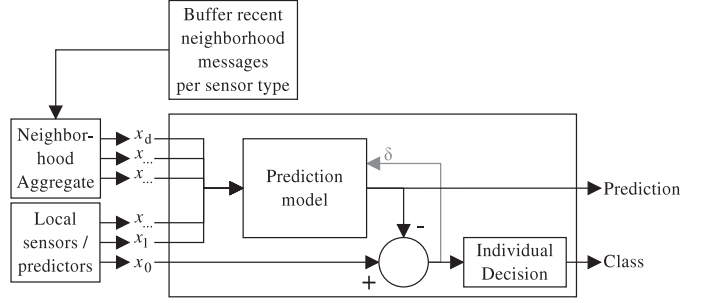 Buffer recent
neighborhood
messages
per sensor type
Neighbor-
hood
Aggregate
x_d
x_...
x_...
Local
sensors /
predictors
x_...
x_1
x_0
Prediction
model
δ
-
+
Individual
Decision
Prediction
Class